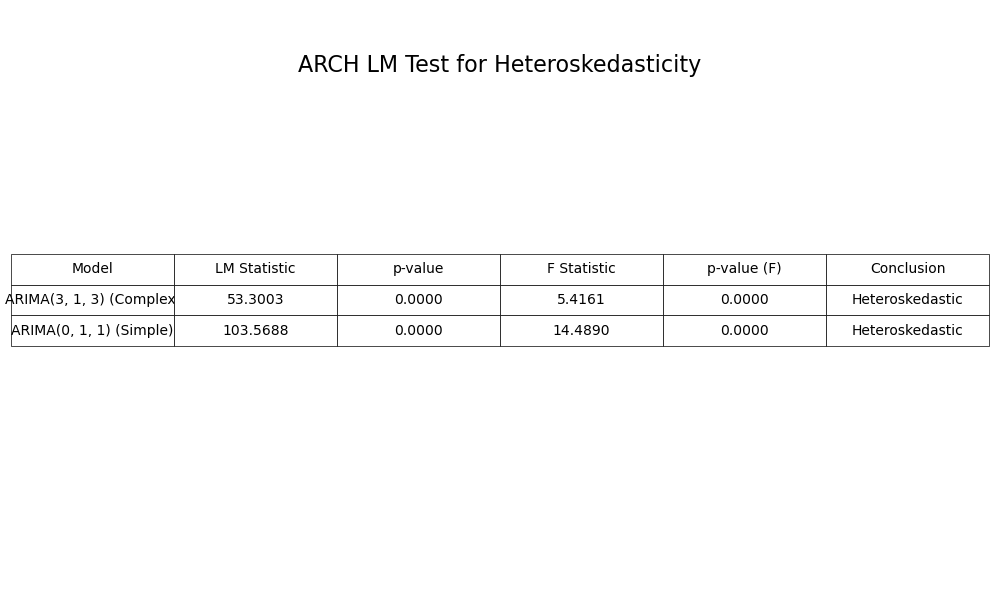 ARCH LM Test for Heteroskedasticity
Model LM Statistic p-value F Statistic p-value (F) Conclusion
ARIMA(3, 1, 3) (Complex 53.3003 0.0000 5.4161 0.0000 Heteroskedastic
ARIMA(0, 1, 1) (Simple) 103.5688 0.0000 14.4890 0.0000 Heteroskedastic